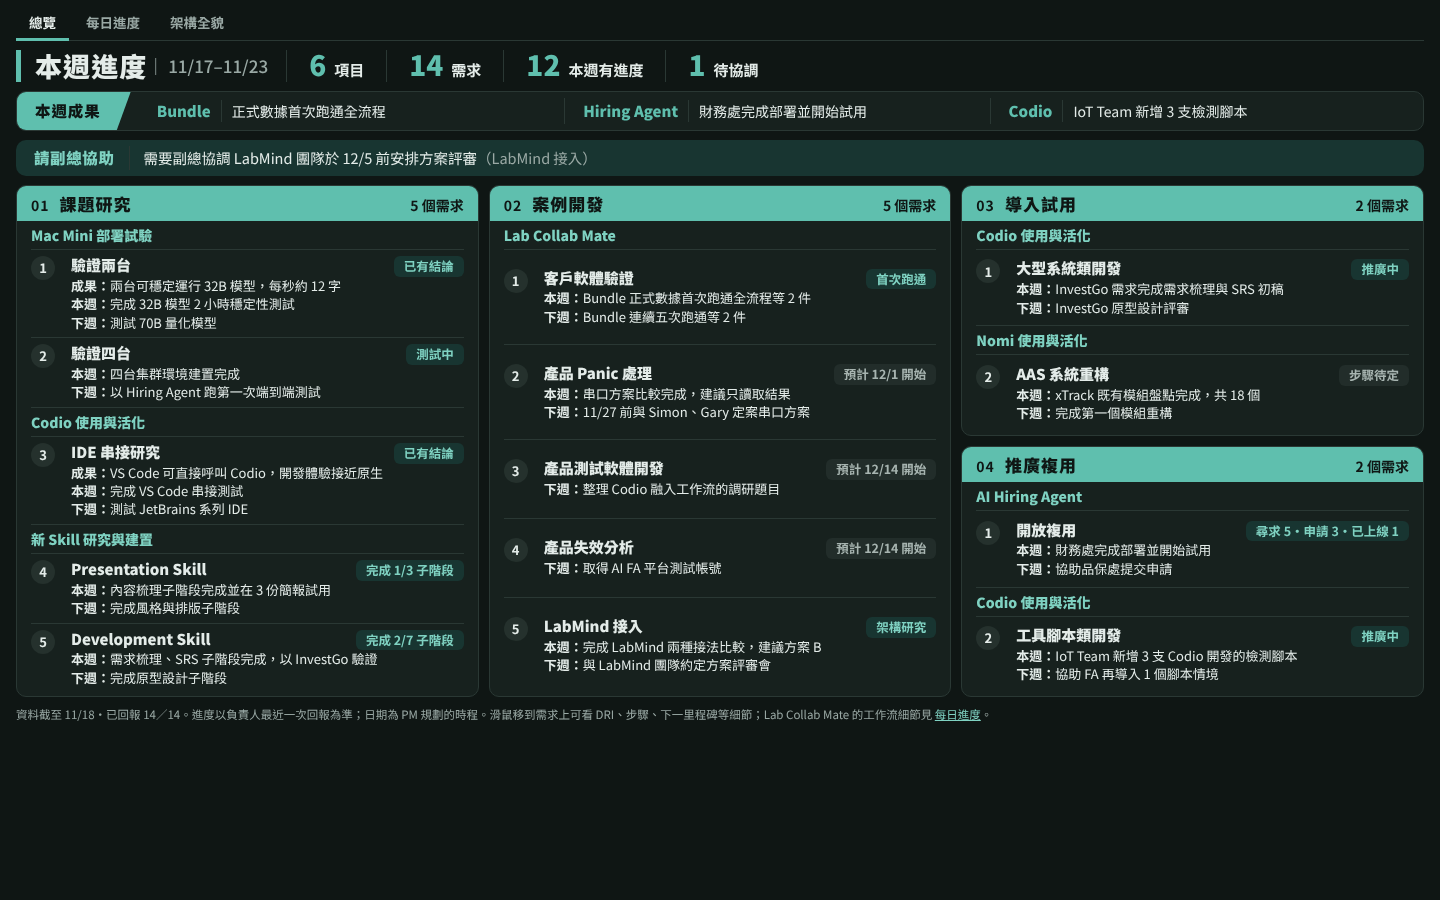 總覽 每日進度 架構全貌
本週進度 11/17–11/23 6 項目 14 需求 12 本週有進度 1 待協調
本週成果 Bundle 正式數據首次跑通全流程 Hiring Agent 財務處完成部署並開始試用 Codio IoT Team 新增 3 支檢測腳本
請副總協助 需要副總協調 LabMind 團隊於 12/5 前安排方案評審（LabMind 接入）
01 課題研究 5 個需求
Mac Mini 部署試驗
1 驗證兩台 已有結論
成果：兩台可穩定運行 32B 模型，每秒約 12 字
本週：完成 32B 模型 2 小時穩定性測試
下週：測試 70B 量化模型
2 驗證四台 測試中
本週：四台集群環境建置完成
下週：以 Hiring Agent 跑第一次端到端測試
Codio 使用與活化
3 IDE 串接研究 已有結論
成果：VS Code 可直接呼叫 Codio，開發體驗接近原生
本週：完成 VS Code 串接測試
下週：測試 JetBrains 系列 IDE
新 Skill 研究與建置
4 Presentation Skill 完成 1/3 子階段
本週：內容梳理子階段完成並在 3 份簡報試用
下週：完成風格與排版子階段
5 Development Skill 完成 2/7 子階段
本週：需求梳理、SRS 子階段完成，以 InvestGo 驗證
下週：完成原型設計子階段
02 案例開發 5 個需求
Lab Collab Mate
1 客戶軟體驗證 首次跑通
本週：Bundle 正式數據首次跑通全流程等 2 件
下週：Bundle 連續五次跑通等 2 件
2 產品 Panic 處理 預計 12/1 開始
本週：串口方案比較完成，建議只讀取結果
下週：11/27 前與 Simon、Gary 定案串口方案
3 產品測試軟體開發 預計 12/14 開始
下週：整理 Codio 融入工作流的調研題目
4 產品失效分析 預計 12/14 開始
下週：取得 AI FA 平台測試帳號
5 LabMind 接入 架構研究
本週：完成 LabMind 兩種接法比較，建議方案 B
下週：與 LabMind 團隊約定方案評審會
03 導入試用 2 個需求
Codio 使用與活化
1 大型系統類開發 推廣中
本週：InvestGo 需求完成需求梳理與 SRS 初稿
下週：InvestGo 原型設計評審
Nomi 使用與活化
2 AAS 系統重構 步驟待定
本週：xTrack 既有模組盤點完成，共 18 個
下週：完成第一個模組重構
04 推廣複用 2 個需求
AI Hiring Agent
1 開放複用 尋求 5・申請 3・已上線 1
本週：財務處完成部署並開始試用
下週：協助品保處提交申請
Codio 使用與活化
2 工具腳本類開發 推廣中
本週：IoT Team 新增 3 支 Codio 開發的檢測腳本
下週：協助 FA 再導入 1 個腳本情境
資料截至 11/18・已回報 14／14。進度以負責人最近一次回報為準；日期為 PM 規劃的時程。滑鼠移到需求上可看 DRI、步驟、下一里程碑等細節；Lab Collab Mate 的工作流細節見 每日進度。